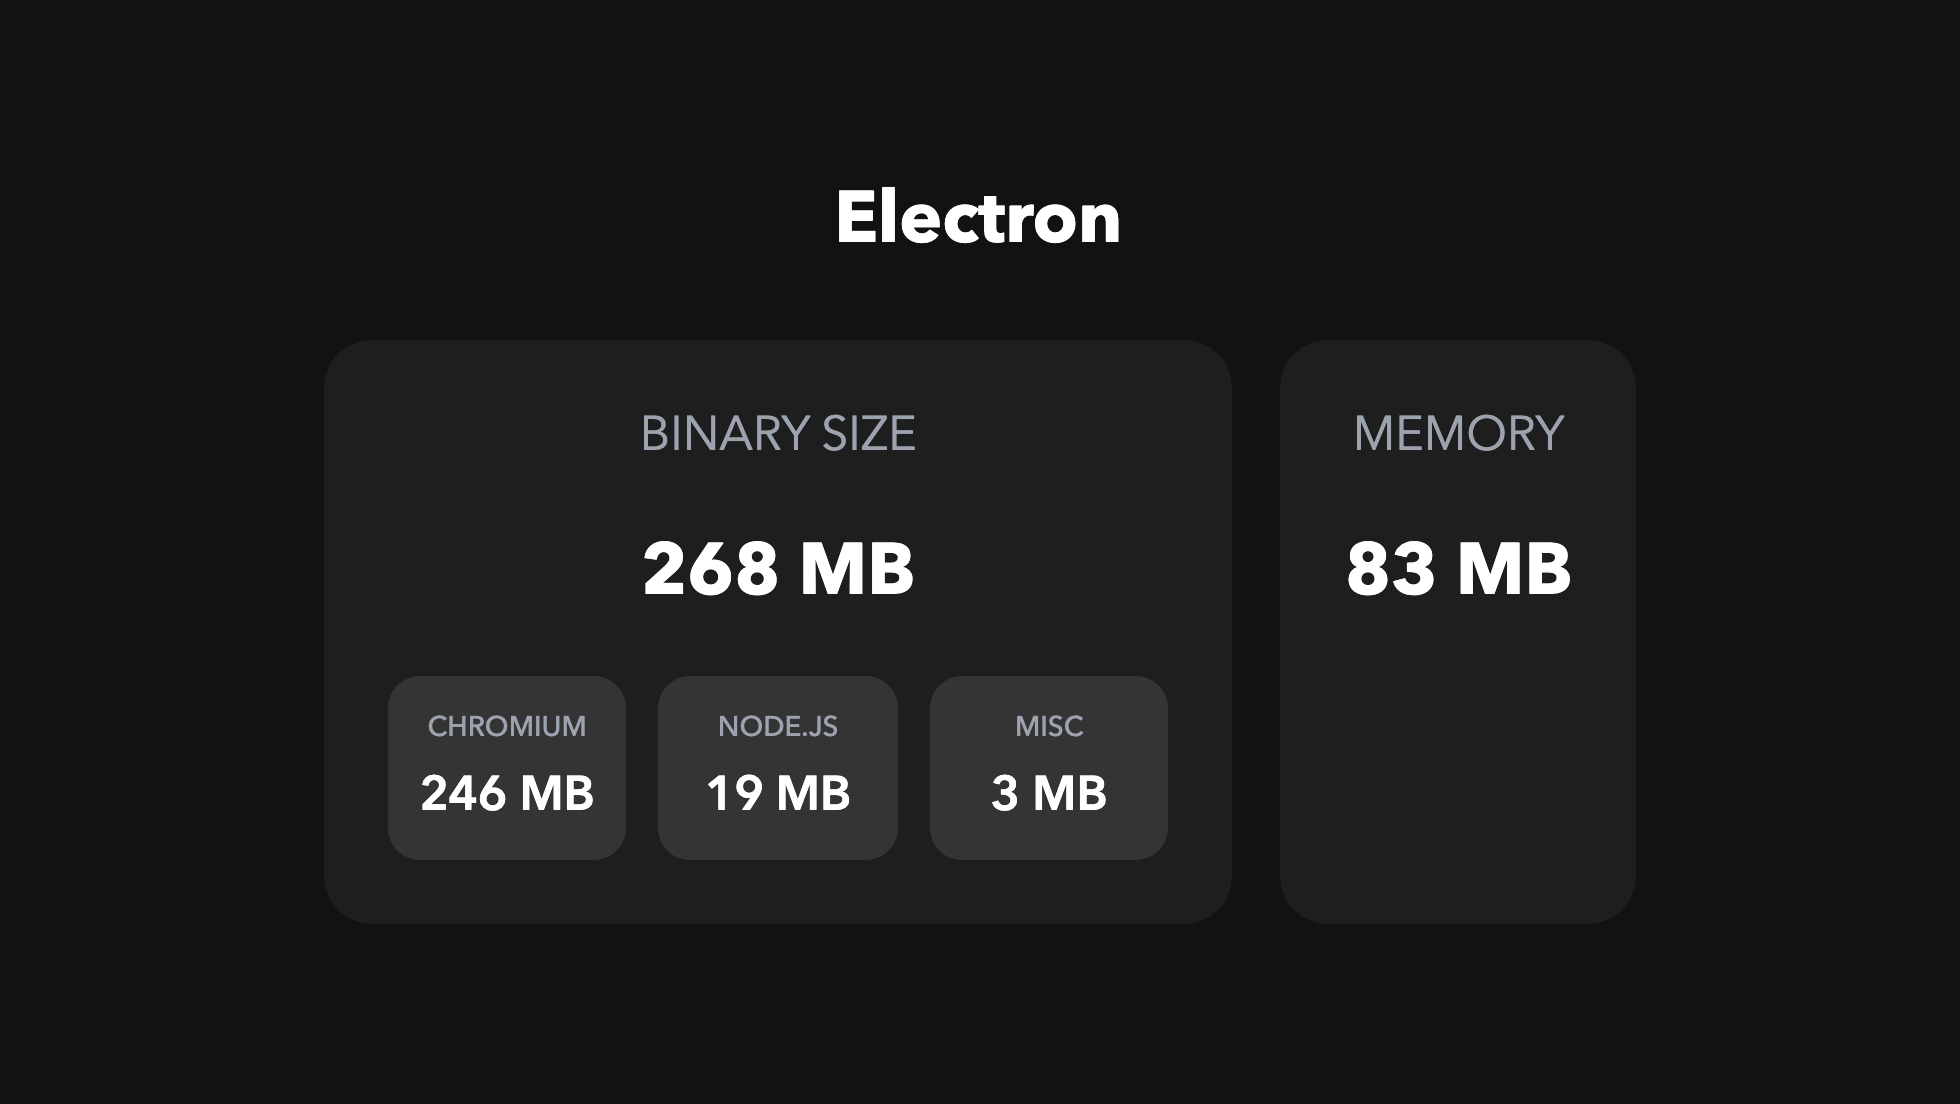 Electron
BINARY SIZE
268 MB
CHROMIUM
246 MB
NODE.JS
19 MB
MISC
3 MB
MEMORY
83 MB